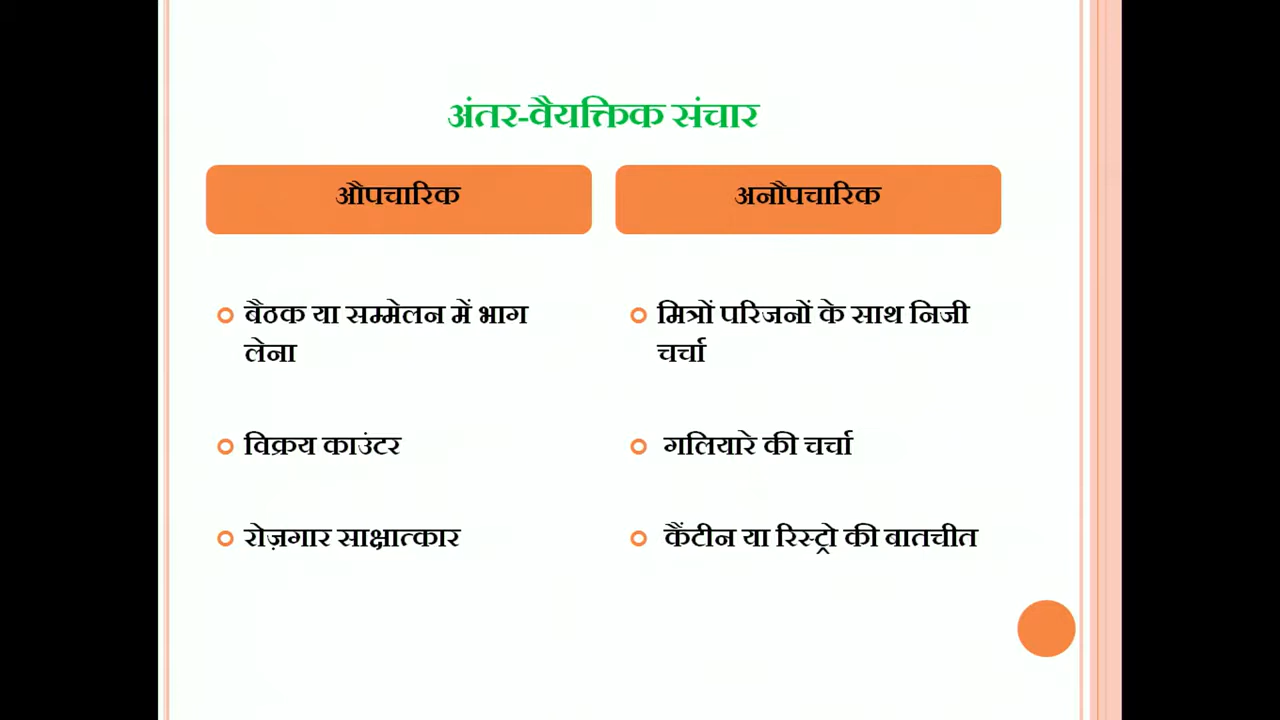 अंतर-वैयक्तिक संचार
औपचारिक
बैठक या सम्मेलन में भाग
लेना
विक्रय काउंटर
रोज़गार साक्षात्कार
अनौपचारिक
मित्रों परिजनों के साथ निजी
चर्चा
गलियारे की चर्चा
कैंटीन या रिस्ट्रो की बातचीत